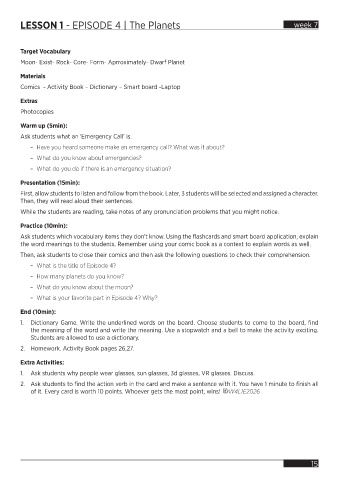 LESSON 1 - EPISODE 4 | The Planets
week 7
Target Vocabulary
Moon- Exist- Rock- Core- Form- Aproximately- Dwarf Planet
Materials
Comics - Activity Book - Dictionary - Smart board -Laptop
Extras
Photocopies
Warm up (5min):
Ask students what an 'Emergency Call' is.
- Have you heard someone make an emergency call? What was it about?
- What do you know about emergencies?
- What do you do if there is an emergency situation?
Presentation (15min):
First, allow students to listen and follow from the book. Later, 3 students will be selected and assigned a character.
Then, they will read aloud their sentences.
While the students are reading, take notes of any pronunciation problems that you might notice.
Practice (10min):
Ask students which vocabulary items they don't know. Using the flashcards and smart board application, explain
the word meanings to the students. Remember using your comic book as a context to explain words as well.
Then, ask students to close their comics and then ask the following questions to check their comprehension.
- What is the title of Episode 4?
- How many planets do you know?
- What do you know about the moon?
- What is your favorite part in Episode 4? Why?
End (10min):
1. Dictionary Game. Write the underlined words on the board. Choose students to come to the board, find
the meaning of the word and write the meaning. Use a stopwatch and a bell to make the activity exciting.
Students are allowed to use a dictionary.
2. Homework, Activity Book pages 26,27.
Extra Activities:
1. Ask students why people wear glasses, sun glasses, 3d glasses, VR glasses. Discuss.
2. Ask students to find the action verb in the card and make a sentence with it. You have 1 minute to finish all
of it. Every card is worth 10 points. Whoever gets the most point, wins!
15